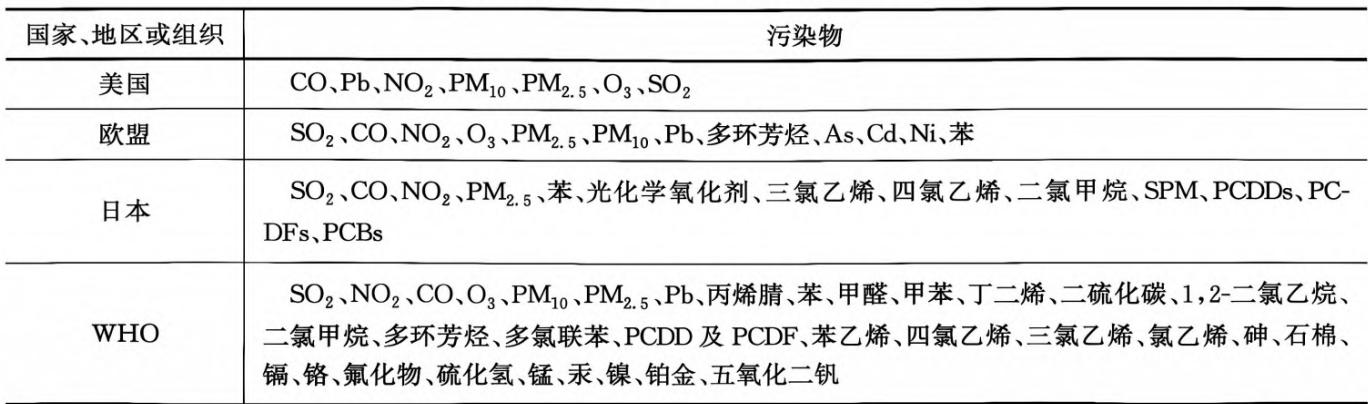 国家、地区或组织 污染物
美国 CO、Pb、NO₂、PM₁₀、PM₂.₅、O₃、SO₂
欧盟 SO₂、CO、NO₂、O₃、PM₂.₅、PM₁₀、Pb、多环芳烃、As、Cd、Ni、苯
日本 SO₂、CO、NO₂、PM₂.₅、苯、光化学氧化剂、三氯乙烯、四氯乙烯、二氯甲烷、SPM、PCDDs、PC-
DFs、PCBs
WHO SO₂、NO₂、CO、O₃、PM₁₀、PM₂.₅、Pb、丙烯腈、苯、甲醛、甲苯、丁二烯、二硫化碳、1,2-二氯乙烷、
二氯甲烷、多环芳烃、多氯联苯、PCDD 及 PCDF、苯乙烯、四氯乙烯、三氯乙烯、氯乙烯、砷、石棉、
镉、铬、氟化物、硫化氢、锰、汞、镍、铂金、五氧化二钒